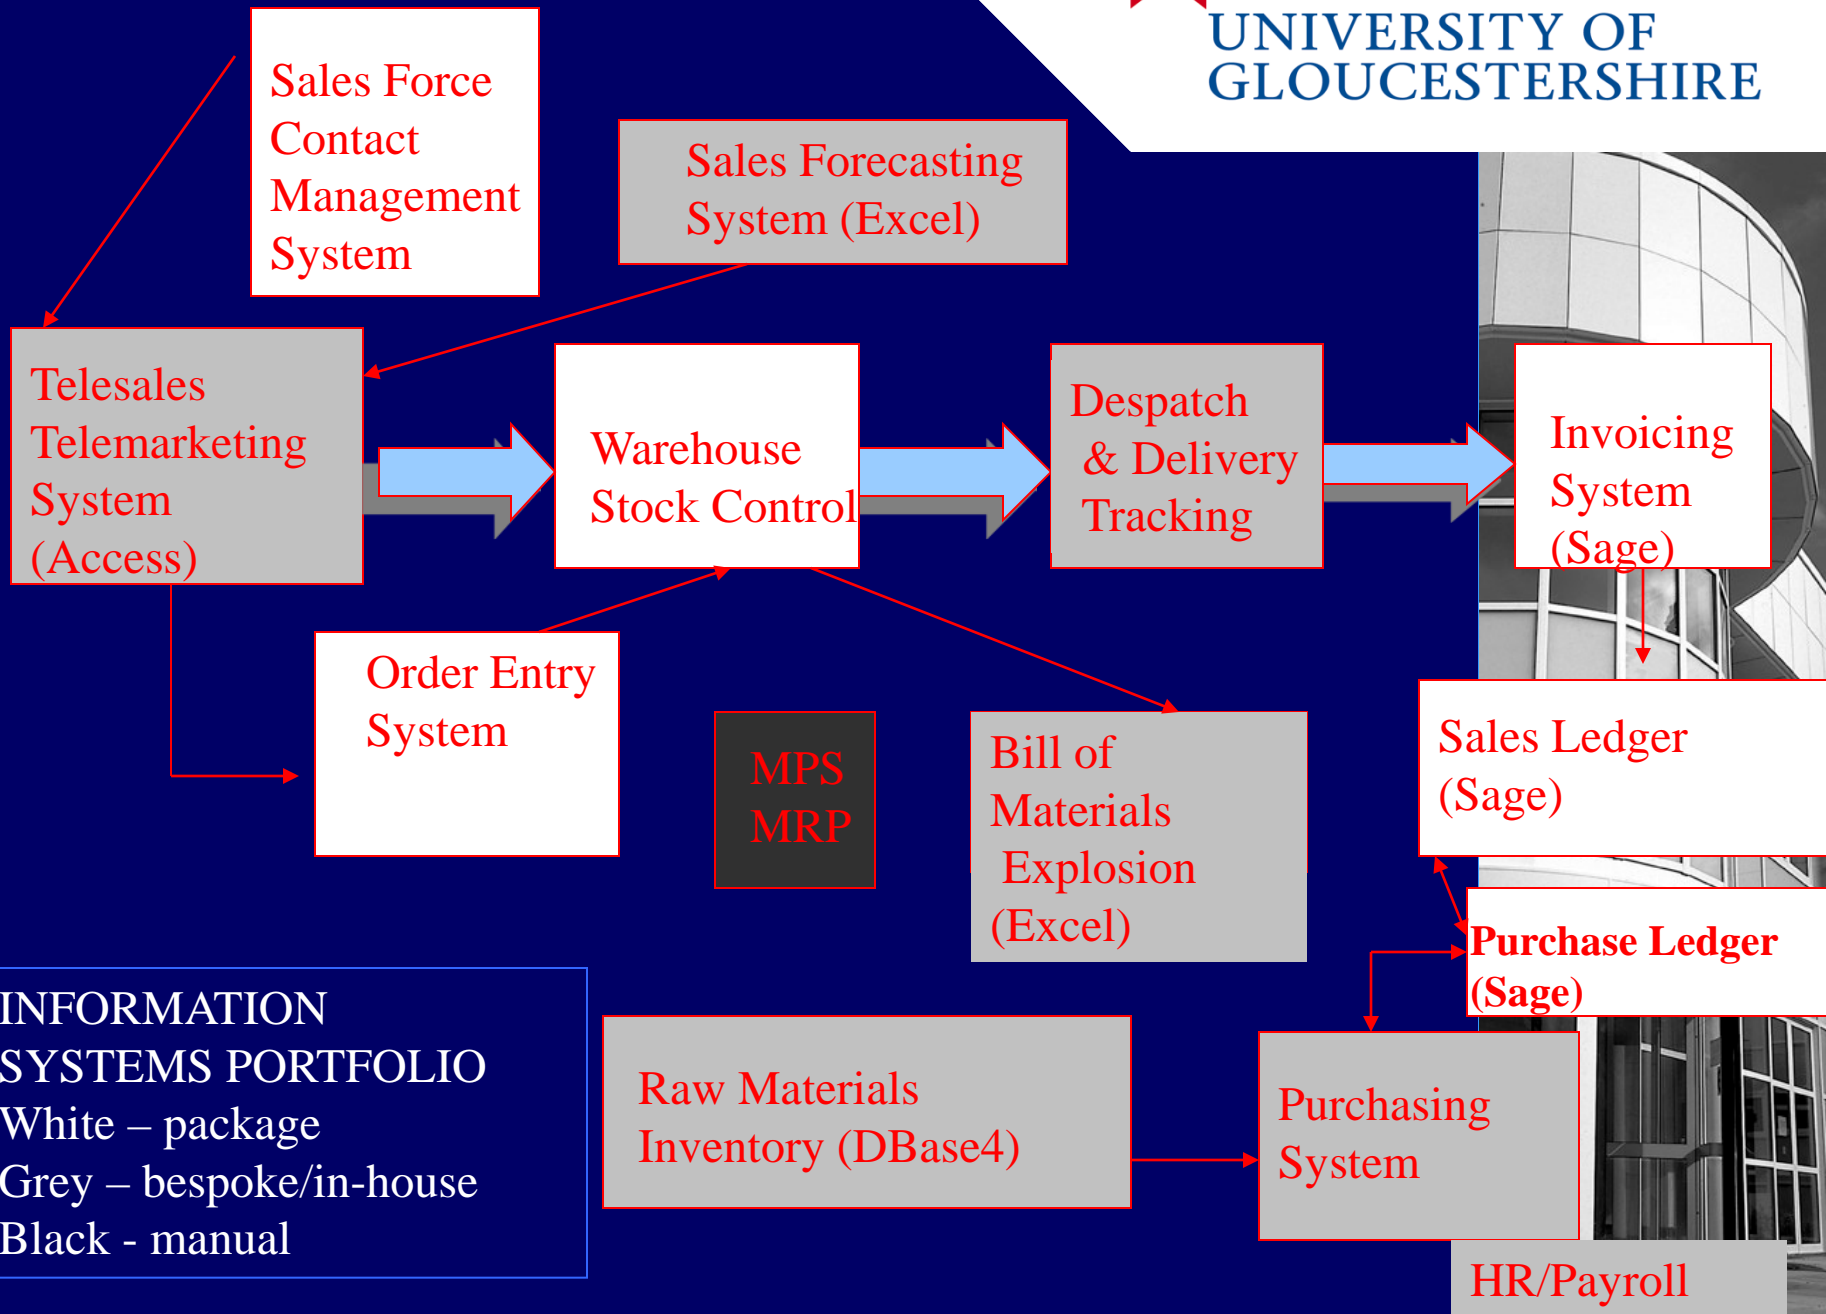 UNIVERSITY OF
GLOUCESTERSHIRE
Sales Force
Contact
Management
System
Sales Forecasting
System (Excel)
Telesales
Telemarketing
System
(Access)
Warehouse
Stock Control
Despatch
& Delivery
Tracking
Invoicing
System
(Sage)
Order Entry
System
MPS
MRP
Bill of
Materials
Explosion
(Excel)
Sales Ledger
(Sage)
Purchase Ledger
(Sage)
INFORMATION
SYSTEMS PORTFOLIO
White – package
Grey – bespoke/in-house
Black - manual
Raw Materials
Inventory (DBase4)
Purchasing
System
HR/Payroll